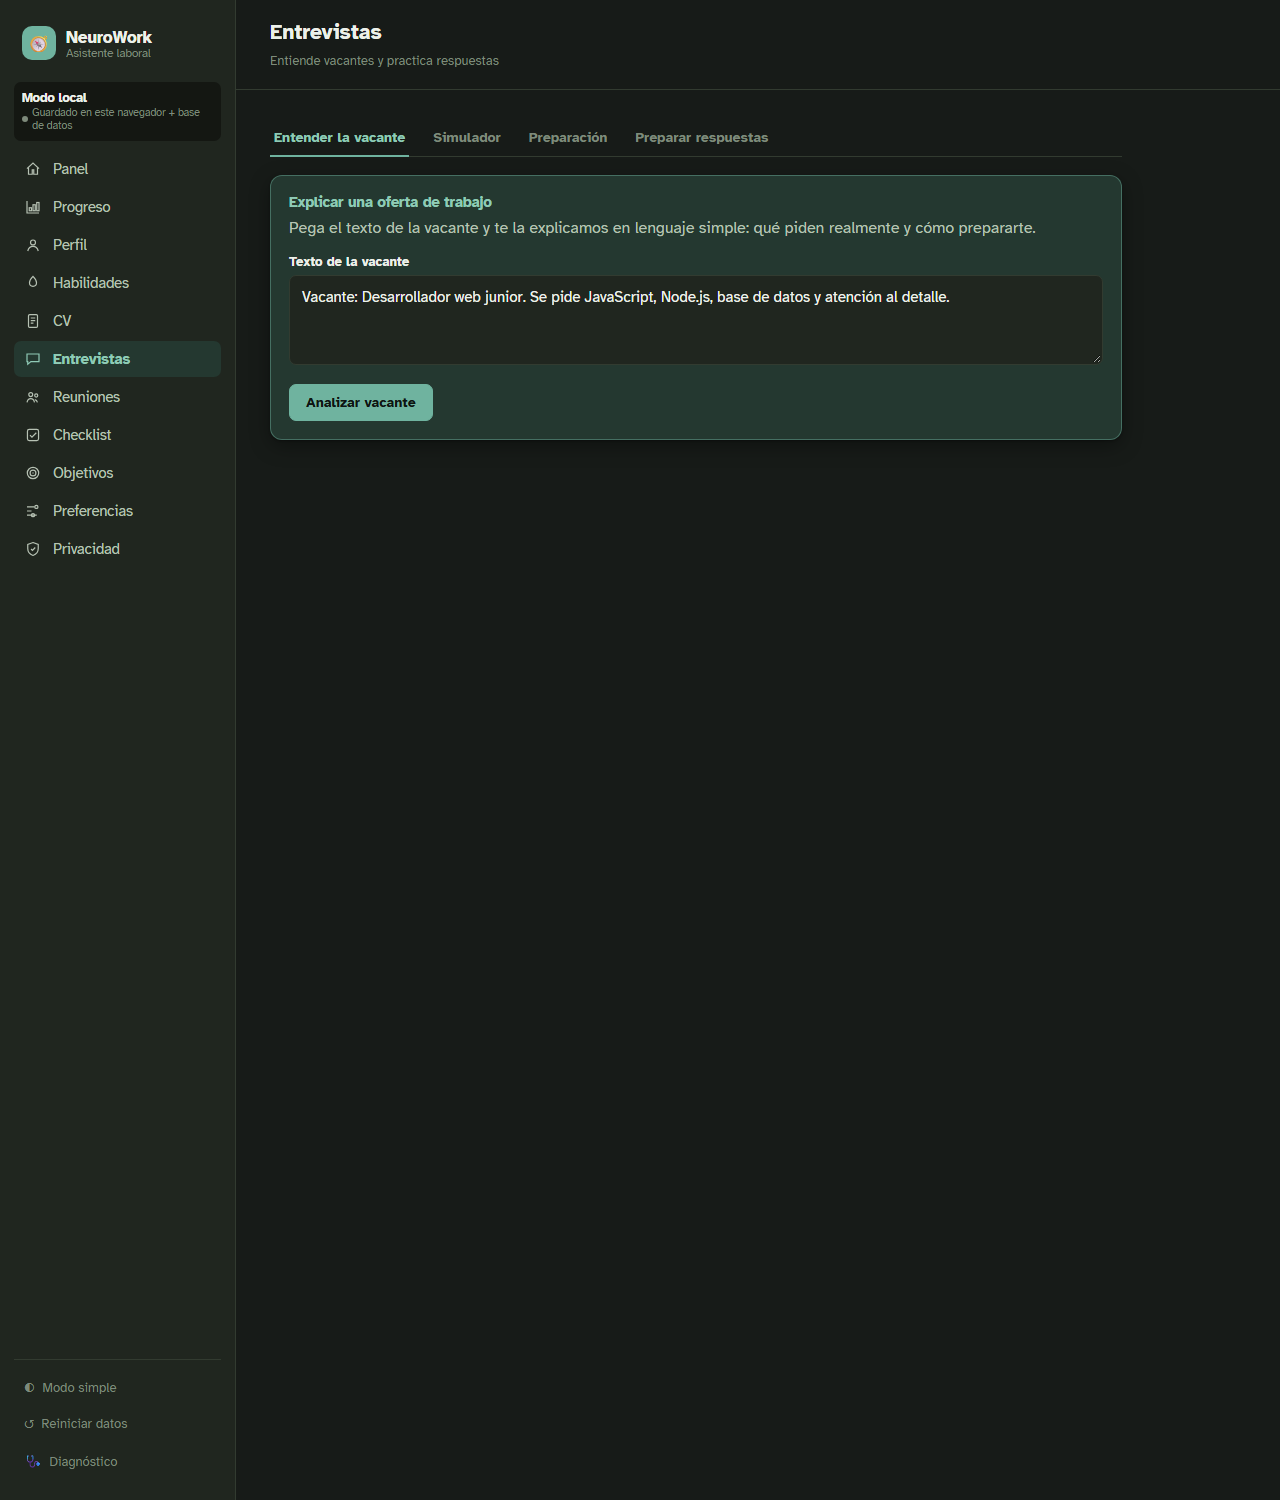 NeuroWork
Asistente laboral
Modo local
Guardado en este navegador + base
de datos
Panel
Progreso
Perfil
Habilidades
CV
Entrevistas
Reuniones
Checklist
Objetivos
Preferencias
Privacidad
Modo simple
Reiniciar datos
Diagnóstico
Entrevistas
Entiende vacantes y practica respuestas
Entender la vacante Simulador Preparación Preparar respuestas
Explicar una oferta de trabajo
Pega el texto de la vacante y te la explicamos en lenguaje simple: qué piden realmente y cómo prepararte.
Texto de la vacante
Vacante: Desarrollador web junior. Se pide JavaScript, Node.js, base de datos y atención al detalle.
Analizar vacante